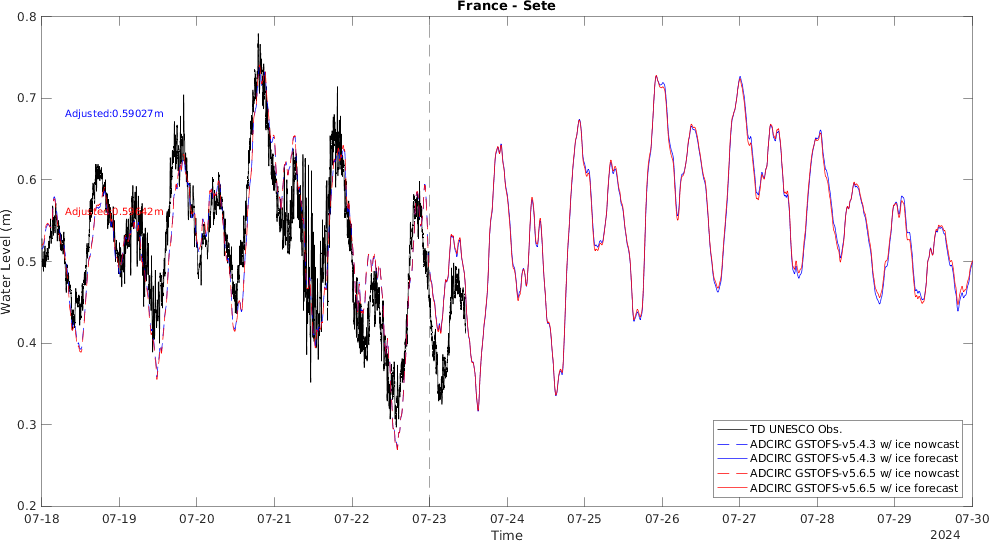 France - Sete
Water Level (m)
0.8
0.7
0.6
0.5
0.4
0.3
0.2
Adjusted:0.59027m
TD UNESCO Obs.
ADCIRC GSTOFS-v5.4.3 w/ ice nowcast
ADCIRC GSTOFS-v5.4.3 w/ ice forecast
ADCIRC GSTOFS-v5.6.5 w/ ice nowcast
ADCIRC GSTOFS-v5.6.5 w/ ice forecast
07-18 07-19 07-20 07-21 07-22 07-23 07-24 07-25 07-26 07-27 07-28 07-29 07-30
Time
2024